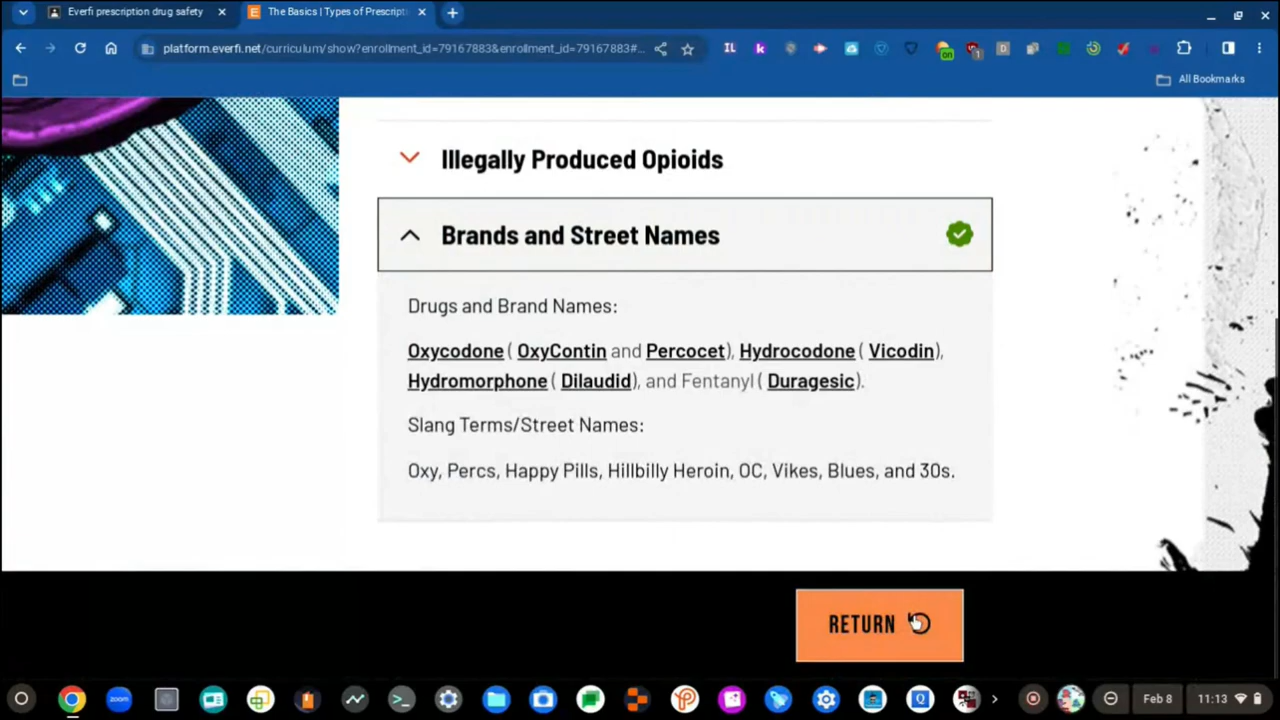 Everfi prescription drug safety
The Basics | Types of Prescripti
platform.everfi.net/curriculum/show?enrollment_id=79167883&enrollment_id=79167883#...
All Bookmarks
Illegally Produced Opioids
Brands and Street Names
Drugs and Brand Names:
Oxycodone ( OxyContin and Percocet), Hydrocodone ( Vicodin),
Hydromorphone ( Dilaudid), and Fentanyl ( Duragesic).
Slang Terms/Street Names:
Oxy, Percs, Happy Pills, Hillbilly Heroin, OC, Vikes, Blues, and 30s.
RETURN
Feb 8
11:13